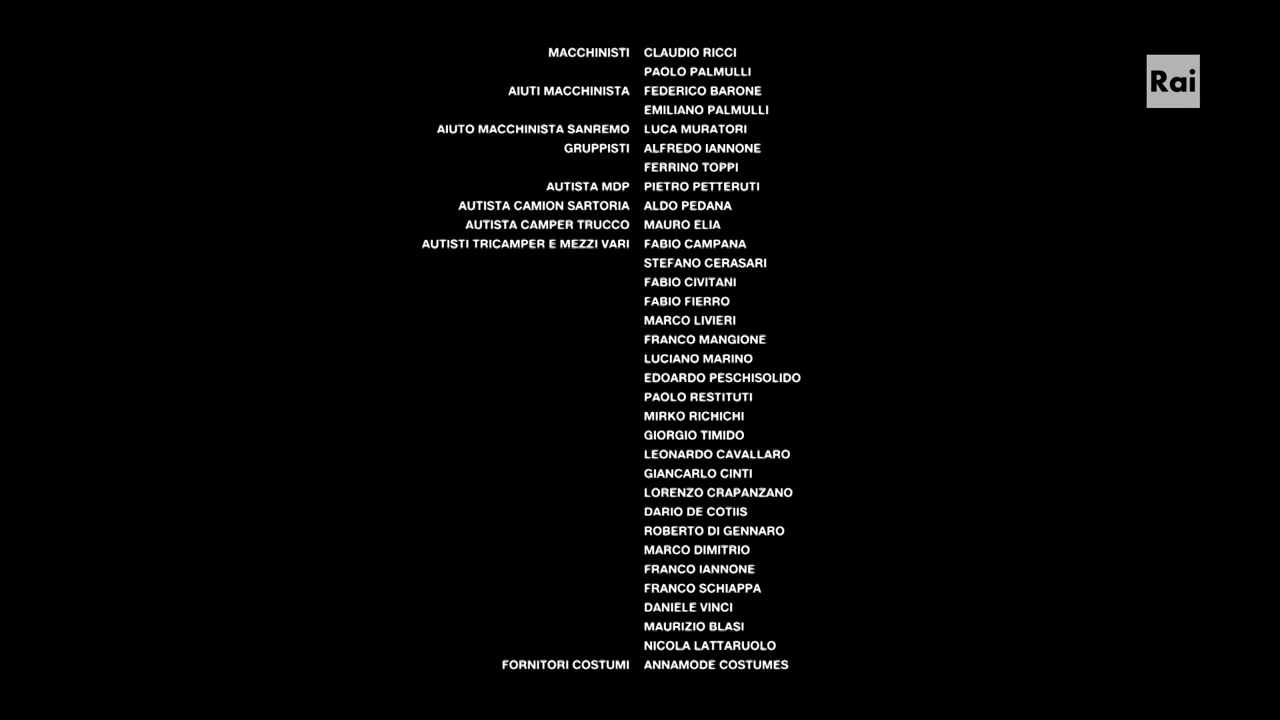 MACCHINISTI CLAUDIO RICCI
PAOLO PALMULLI
AIUTI MACCHINISTA FEDERICO BARONE
EMILIANO PALMULLI
AIUTO MACCHINISTA SANREMO LUCA MURATORI
GRUPPISTI ALFREDO IANNONE
FERRINO TOPPI
AUTISTA MDP PIETRO PETTERUTI
AUTISTA CAMION SARTORIA ALDO PEDANA
AUTISTA CAMPER TRUCCO MAURO ELIA
AUTISTI TRICAMPER E MEZZI VARI FABIO CAMPANA
STEFANO CERASARI
FABIO CIVITANI
FABIO FIERRO
MARCO LIVIERI
FRANCO MANGIONE
LUCIANO MARINO
EDOARDO PESCHISOLIDO
PAOLO RESTITUTI
MIRKO RICHICHI
GIORGIO TIMIDO
LEONARDO CAVALLARO
GIANCARLO CINTI
LORENZO CRAPANZANO
DARIO DE COTIIS
ROBERTO DI GENNARO
MARCO DIMITRIO
FRANCO IANNONE
FRANCO SCHIAPPA
DANIELE VINCI
MAURIZIO BLASI
NICOLA LATTARUOLO
FORNITORI COSTUMI ANNAMODE COSTUMES
Rai